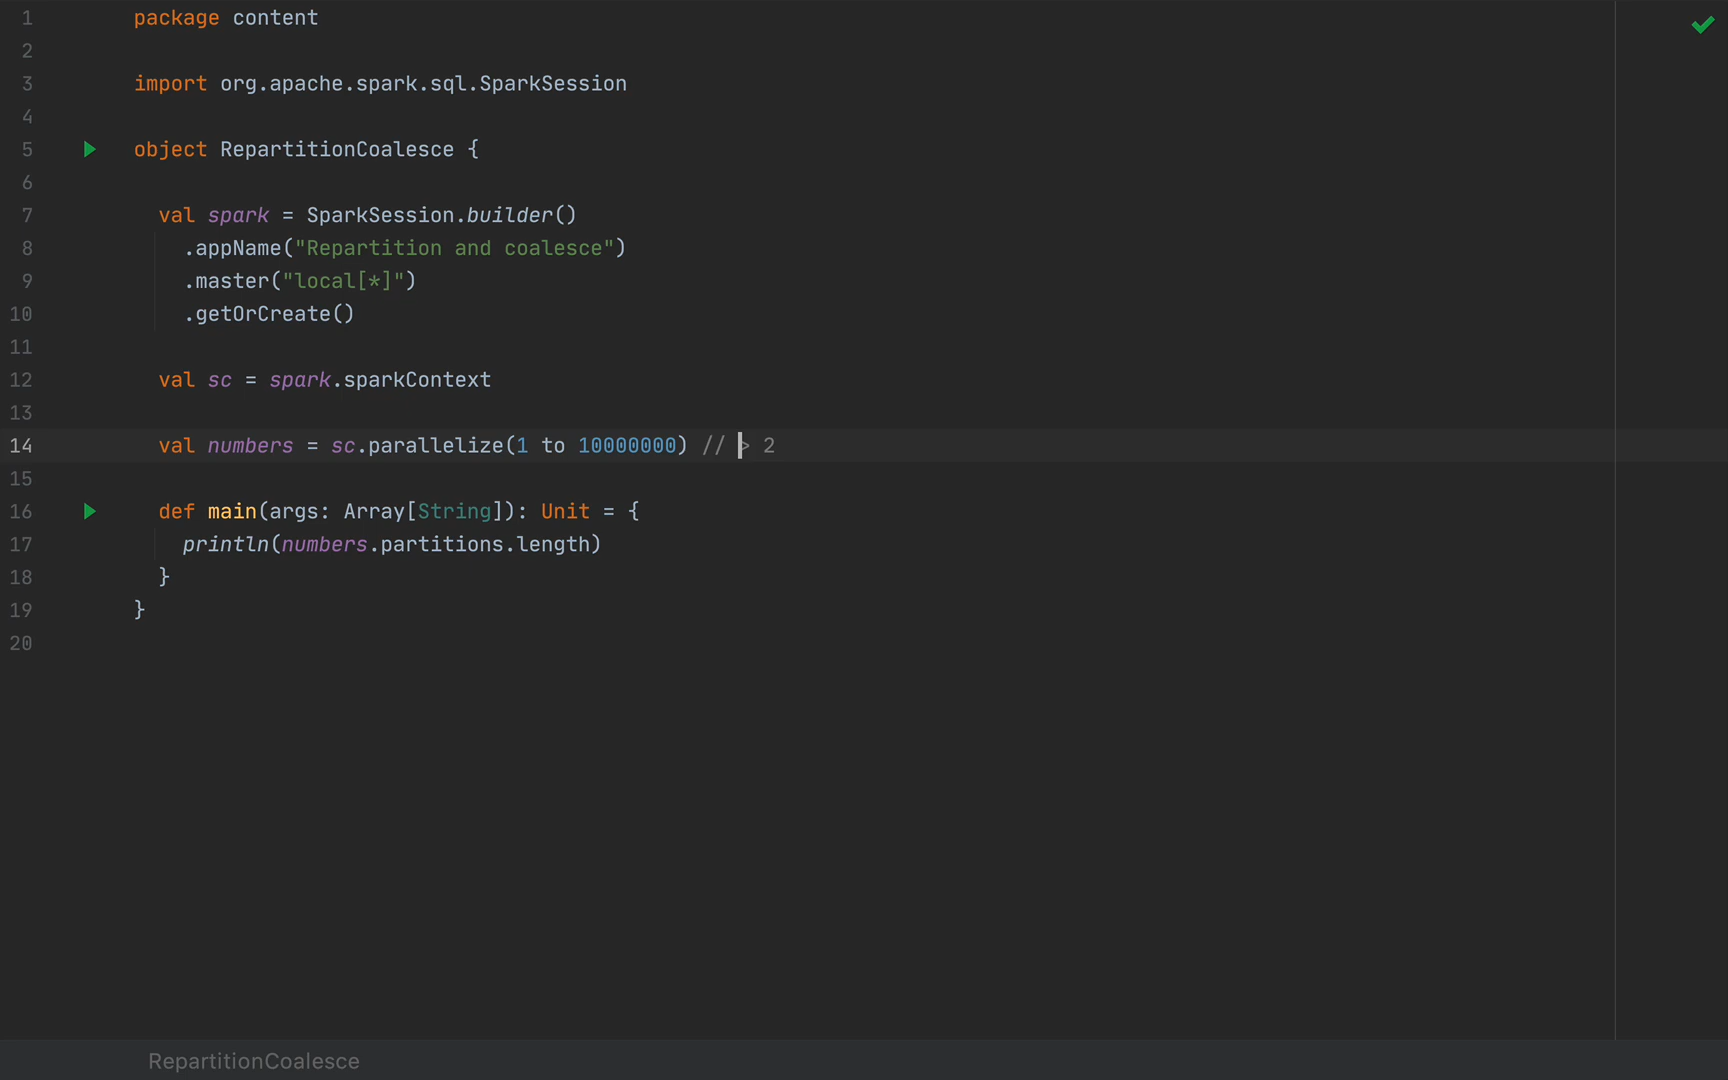 1 package content
2
3 import org.apache.spark.sql.SparkSession
4
5 object RepartitionCoalesce {
6
7 val spark = SparkSession.builder()
8 .appName("Repartition and coalesce")
9 .master("local[*]")
10 .getOrCreate()
11
12 val sc = spark.sparkContext
13
14 val numbers = sc.parallelize(1 to 10000000) // > 2
15
16 def main(args: Array[String]): Unit = {
17 println(numbers.partitions.length)
18 }
19 }
20
RepartitionCoalesce